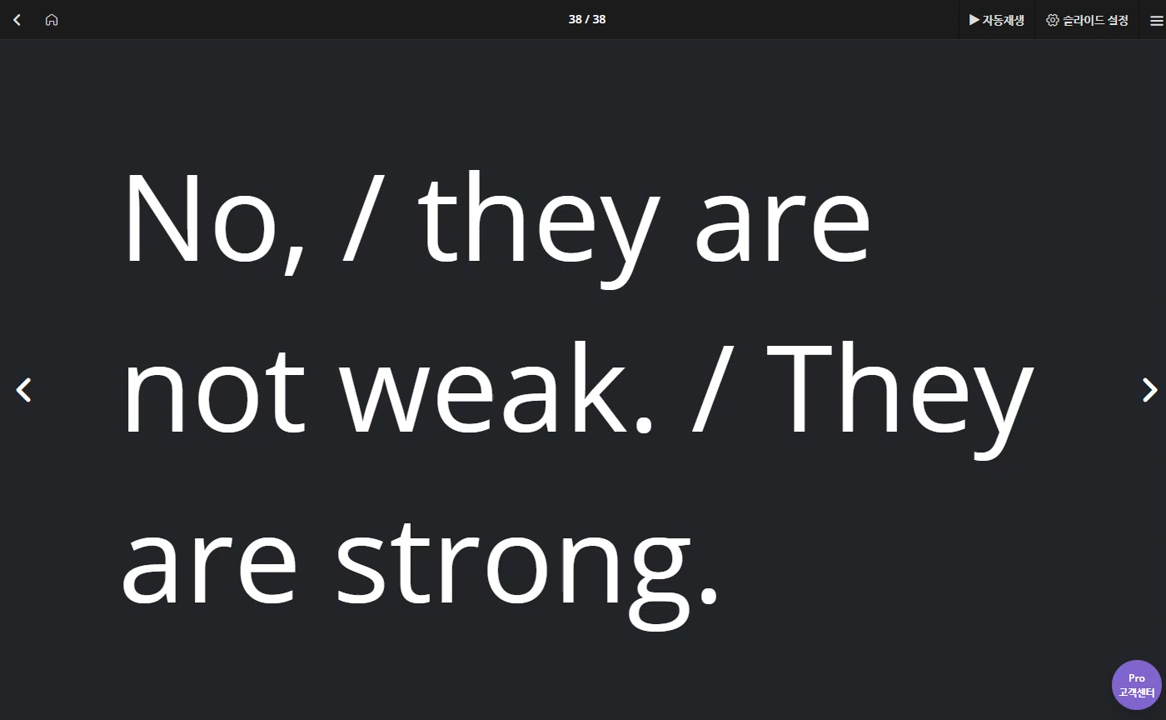 38 / 38
▶ 자동재생
슬라이드 설정
No, / they are
not weak. / They
are strong.
Pro
고객센터